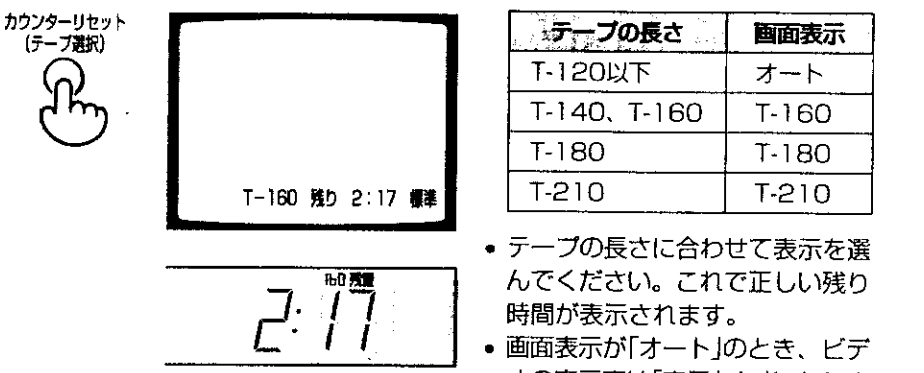 カウンターリセット
(テープ選択)
T-160 残り 2:17 標準
残量
2:17
テープの長さ 画面表示
T-120以下 オート
T-140、T-160 T-160
T-180 T-180
T-210 T-210
• テープの長さに合わせて表示を選
んでください。これで正しい残り
時間が表示されます。
• 画面表示が「オート」のとき、ビデ